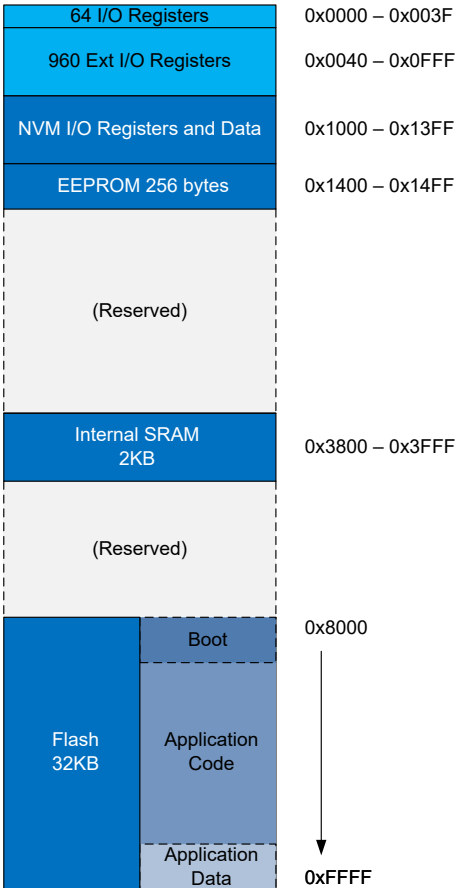 64 I/O Registers
0x0000 – 0x003F
960 Ext I/O Registers
0x0040 – 0x0FFF
NVM I/O Registers and Data
0x1000 – 0x13FF
EEPROM 256 bytes
0x1400 – 0x14FF
(Reserved)
Internal SRAM
2KB
0x3800 – 0x3FFF
(Reserved)
0x8000
Boot
Flash
32KB
Application
Code
Application
Data
0xFFFF